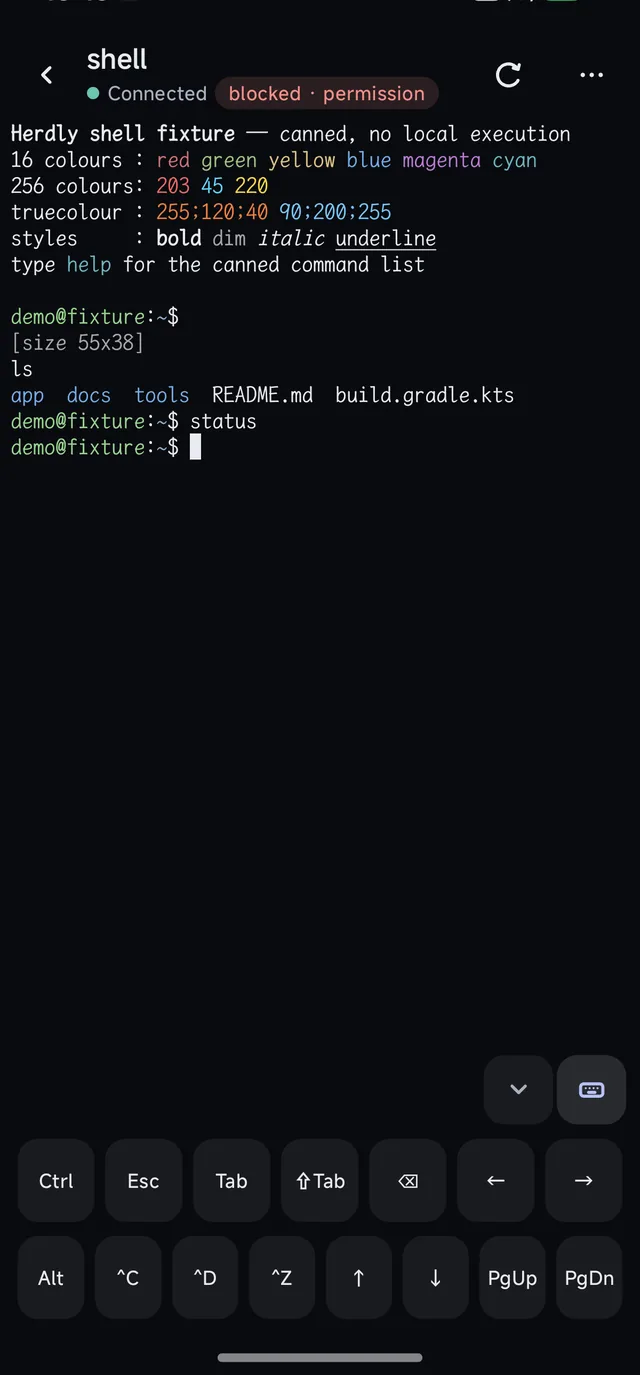 shell
Connected blocked · permission
Herdly shell fixture — canned, no local execution
16 colours : red green yellow blue magenta cyan
256 colours: 203 45 220
truecolour : 255;120;40 90;200;255
styles     : bold dim italic underline
type help for the canned command list
demo@fixture:~$
[size 55x38]
ls
app  docs  tools  README.md  build.gradle.kts
demo@fixture:~$ status
demo@fixture:~$
Ctrl Esc Tab ⇧Tab ⌫ ← →
Alt ^C ^D ^Z ↑ ↓ PgUp PgDn